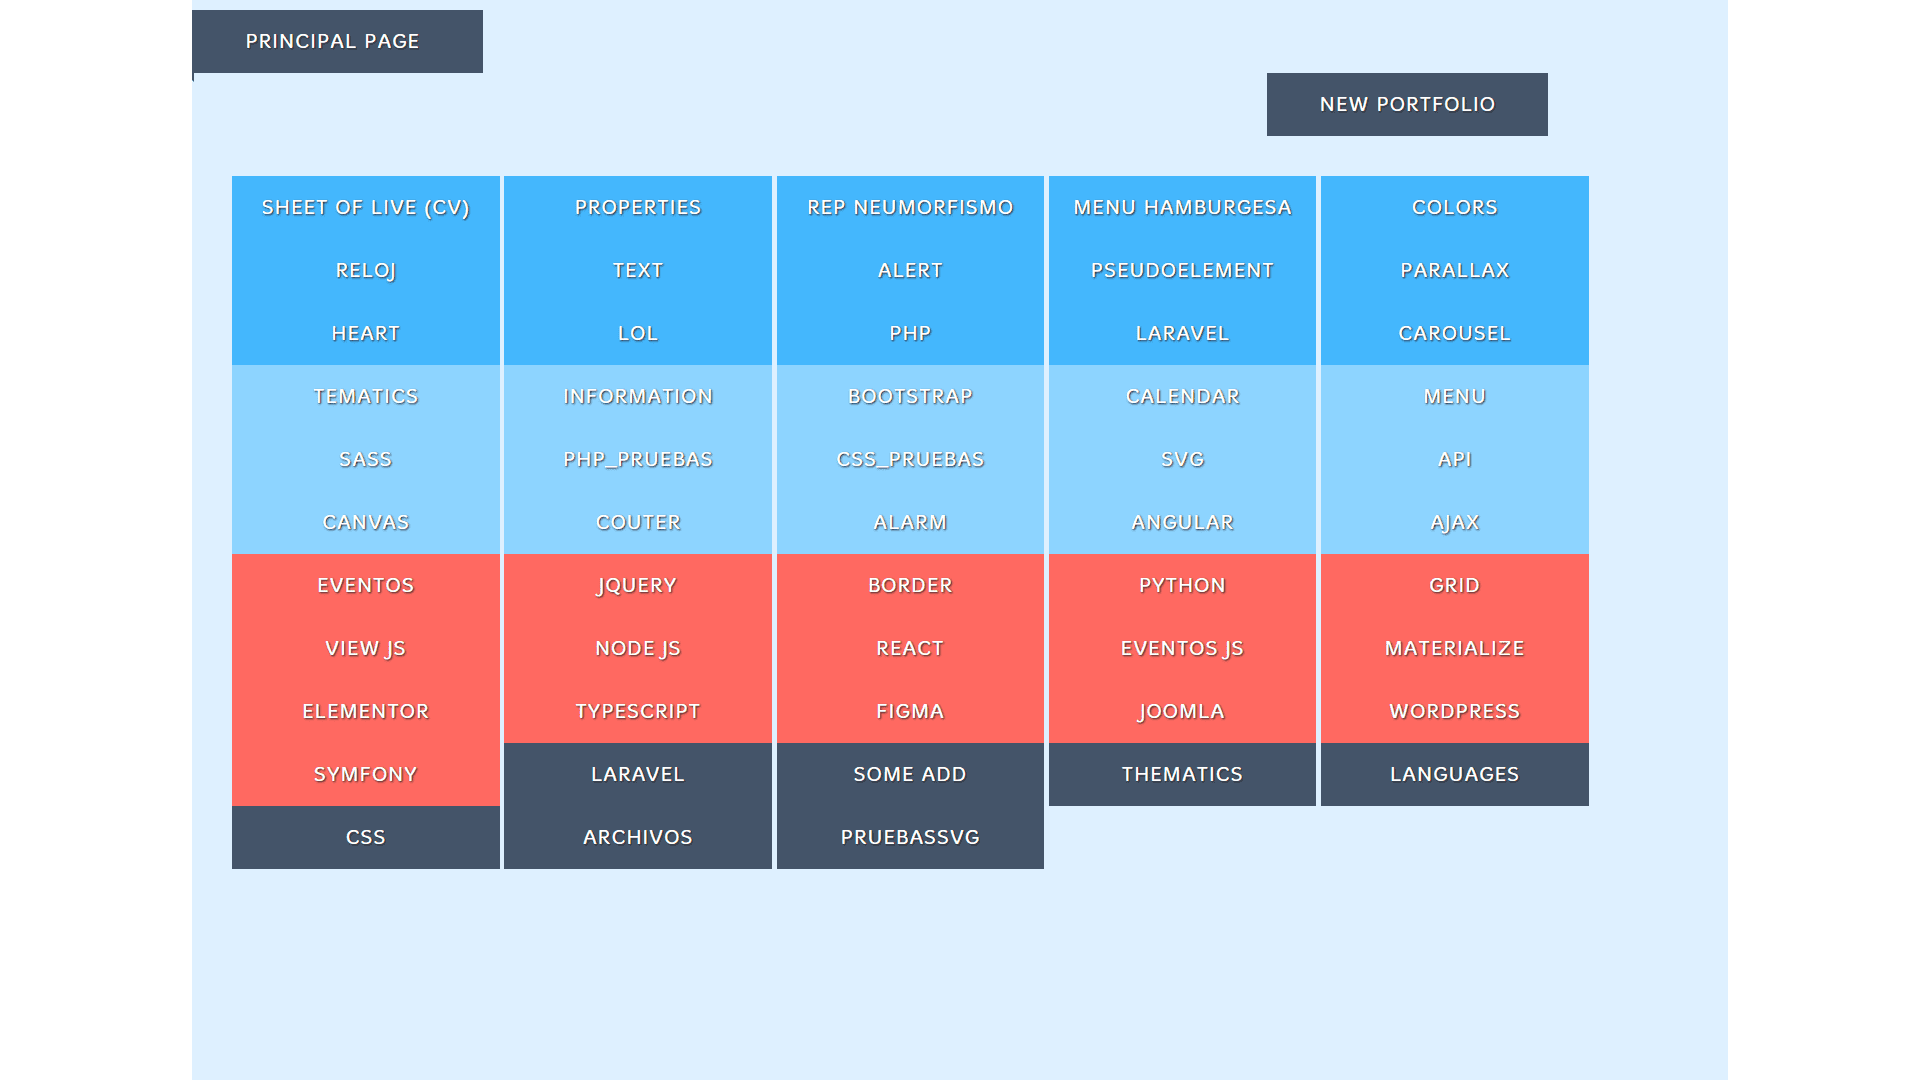 PRINCIPAL PAGE
NEW PORTFOLIO
SHEET OF LIVE (CV) PROPERTIES REP NEUMORFISMO MENU HAMBURGESA COLORS
RELOJ TEXT ALERT PSEUDOELEMENT PARALLAX
HEART LOL PHP LARAVEL CAROUSEL
TEMATICS INFORMATION BOOTSTRAP CALENDAR MENU
SASS PHP_PRUEBAS CSS_PRUEBAS SVG API
CANVAS COUTER ALARM ANGULAR AJAX
EVENTOS JQUERY BORDER PYTHON GRID
VIEW JS NODE JS REACT EVENTOS JS MATERIALIZE
ELEMENTOR TYPESCRIPT FIGMA JOOMLA WORDPRESS
SYMFONY LARAVEL SOME ADD THEMATICS LANGUAGES
CSS ARCHIVOS PRUEBASSVG